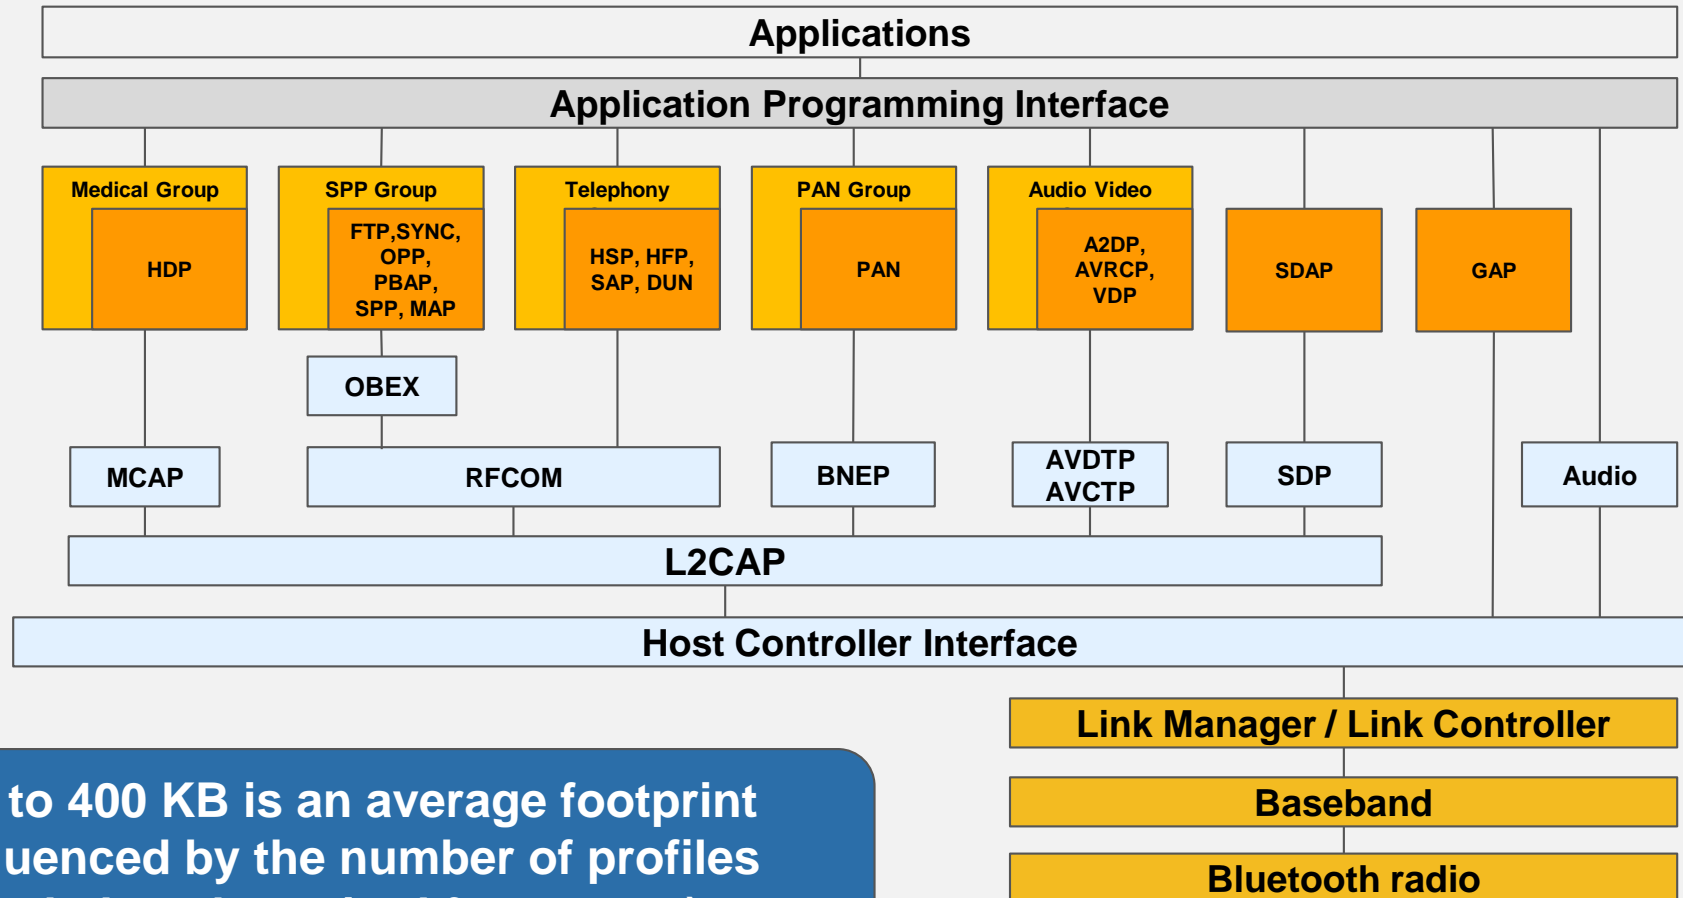 Applications
Application Programming Interface
Medical Group
HDP
SPP Group
FTP,SYNC,
OPP,
PBAP,
SPP, MAP
Telephony
HSP, HFP,
SAP, DUN
PAN Group
PAN
Audio Video
A2DP,
AVRCP,
VDP
SDAP
GAP
OBEX
MCAP
RFCOM
BNEP
AVDTP
AVCTP
SDP
Audio
L2CAP
Host Controller Interface
Link Manager / Link Controller
Baseband
Bluetooth radio
to 400 KB is an average footprint
uenced by the number of profiles